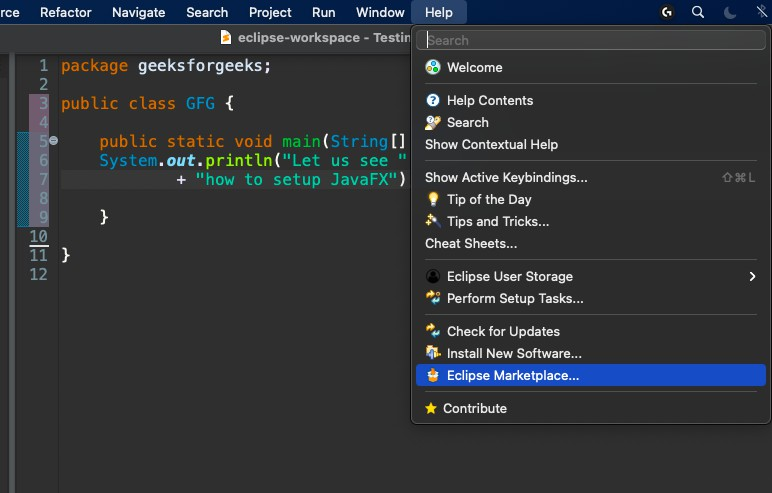 rce Refactor Navigate Search Project Run Window Help
eclipse-workspace - Testin
Search
Welcome
Help Contents
Search
Show Contextual Help
Show Active Keybindings... ⇧⌘L
Tip of the Day
Tips and Tricks...
Cheat Sheets...
Eclipse User Storage
Perform Setup Tasks...
Check for Updates
Install New Software...
Eclipse Marketplace...
Contribute
1 package geeksforgeeks;
2
3 public class GFG {
4
5 public static void main(String[]
6 System.out.println("Let us see "
7 + "how to setup JavaFX")
8
9 }
10
11 }
12